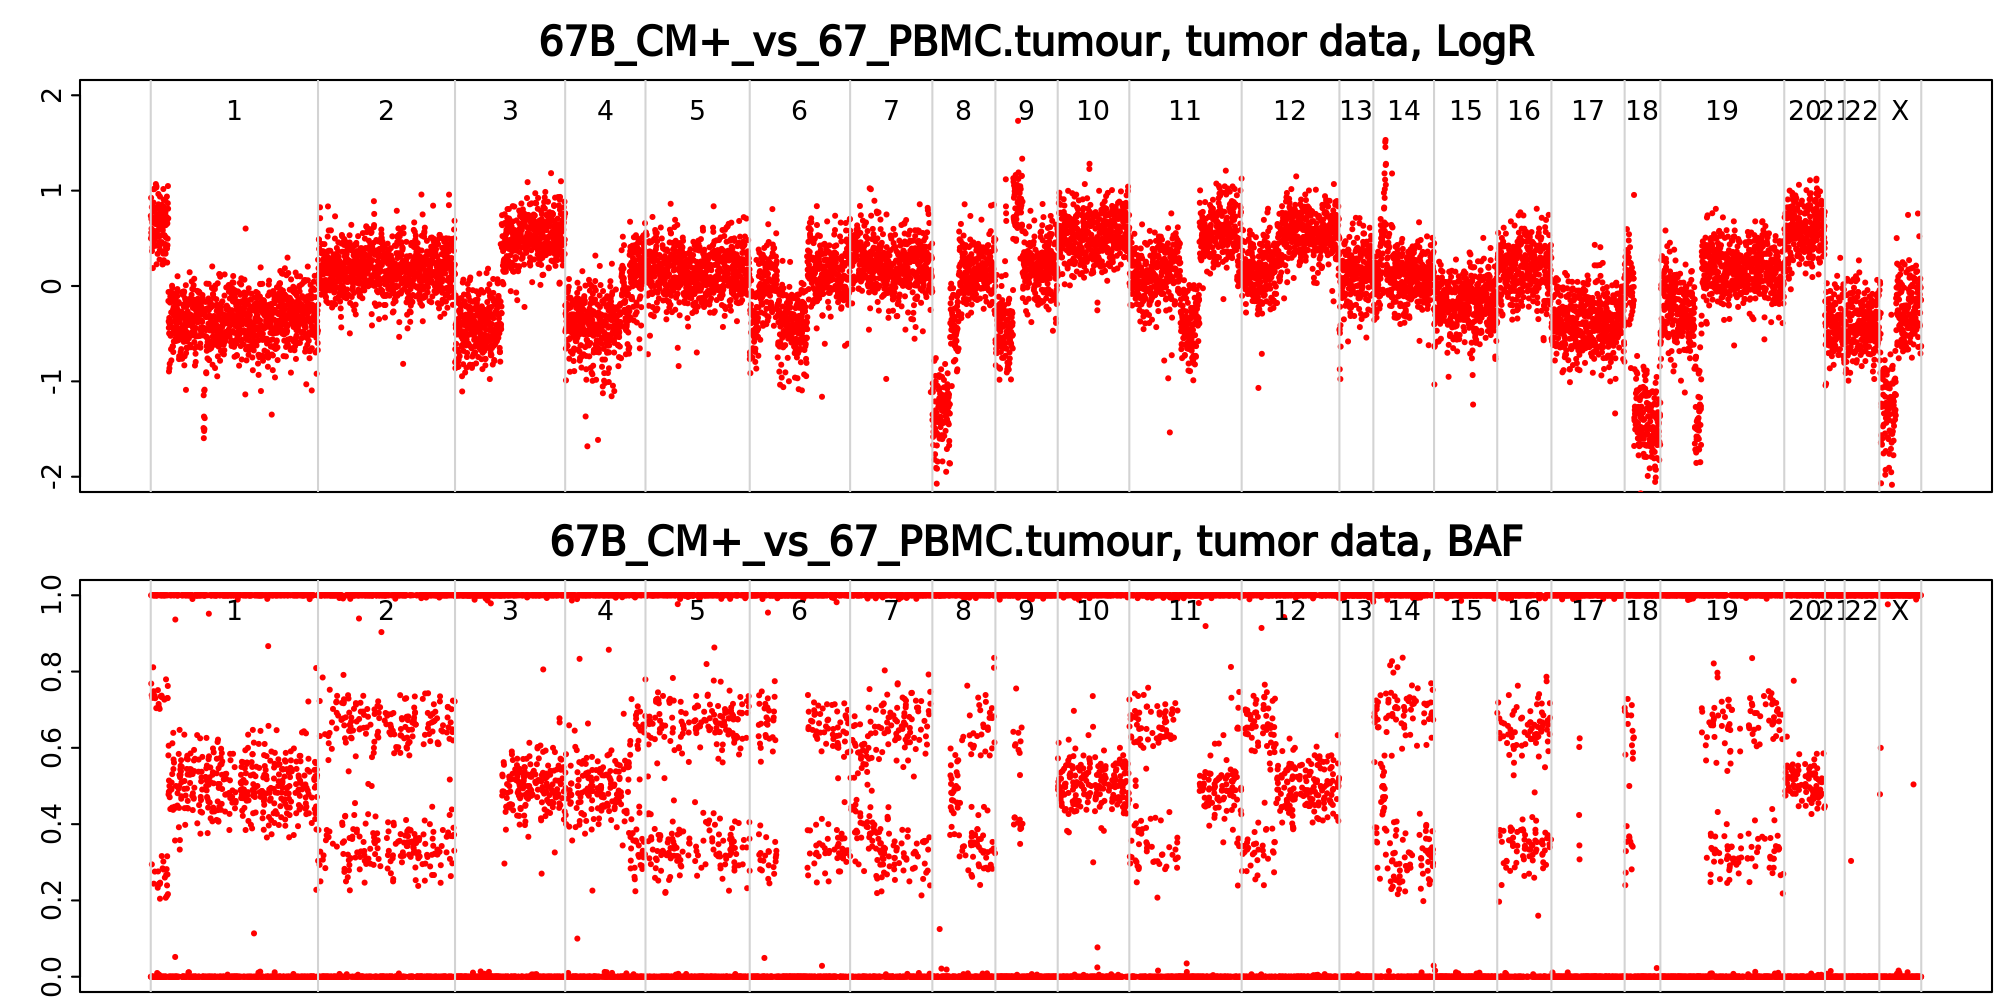 67B_CM+_vs_67_PBMC.tumour, tumor data, LogR
2
1
0
-1
-2
1 2 3 4 5 6 7 8 9 10 11 12 13 14 15 16 17 18 19 20 21 22 X
67B_CM+_vs_67_PBMC.tumour, tumor data, BAF
1.0
0.8
0.6
0.4
0.2
0.0
1 2 3 4 5 6 7 8 9 10 11 12 13 14 15 16 17 18 19 20 21 22 X